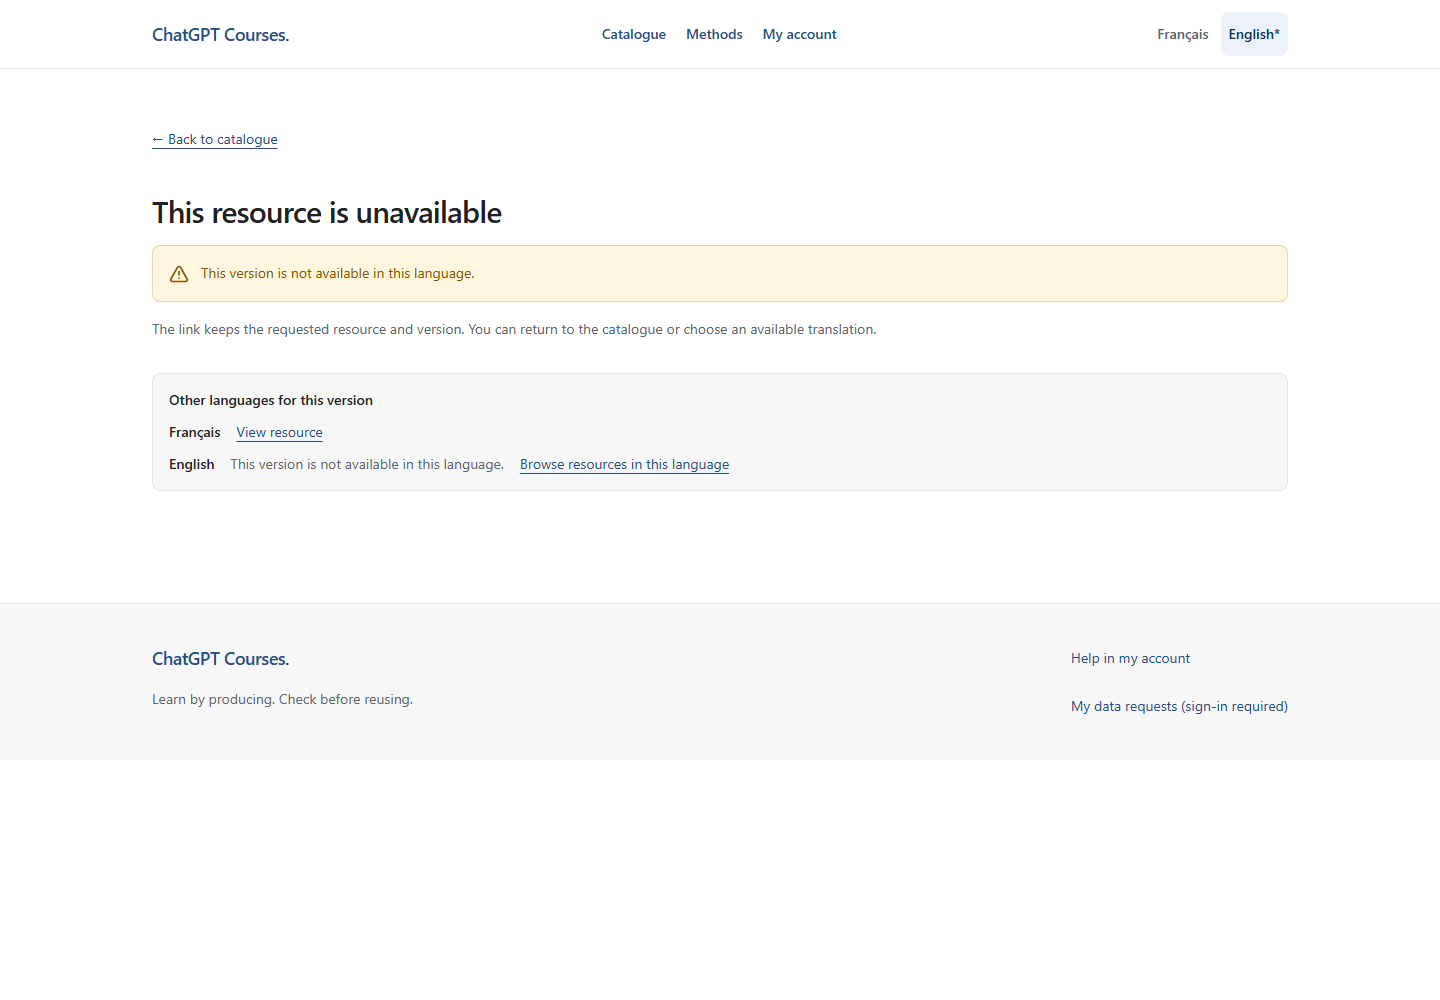 ChatGPT Courses.
Catalogue Methods My account
Français English*
← Back to catalogue
This resource is unavailable
This version is not available in this language.
The link keeps the requested resource and version. You can return to the catalogue or choose an available translation.
Other languages for this version
Français View resource
English This version is not available in this language. Browse resources in this language
ChatGPT Courses.
Learn by producing. Check before reusing.
Help in my account
My data requests (sign-in required)